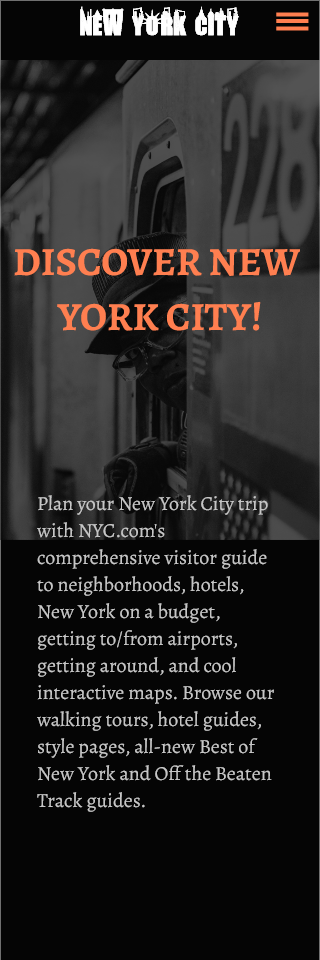 NEW YORK CITY
228
DISCOVER NEW
YORK CITY!
Plan your New York City trip
with NYC.com's
comprehensive visitor guide
to neighborhoods, hotels,
New York on a budget,
getting to/from airports,
getting around, and cool
interactive maps. Browse our
walking tours, hotel guides,
style pages, all-new Best of
New York and Off the Beaten
Track guides.